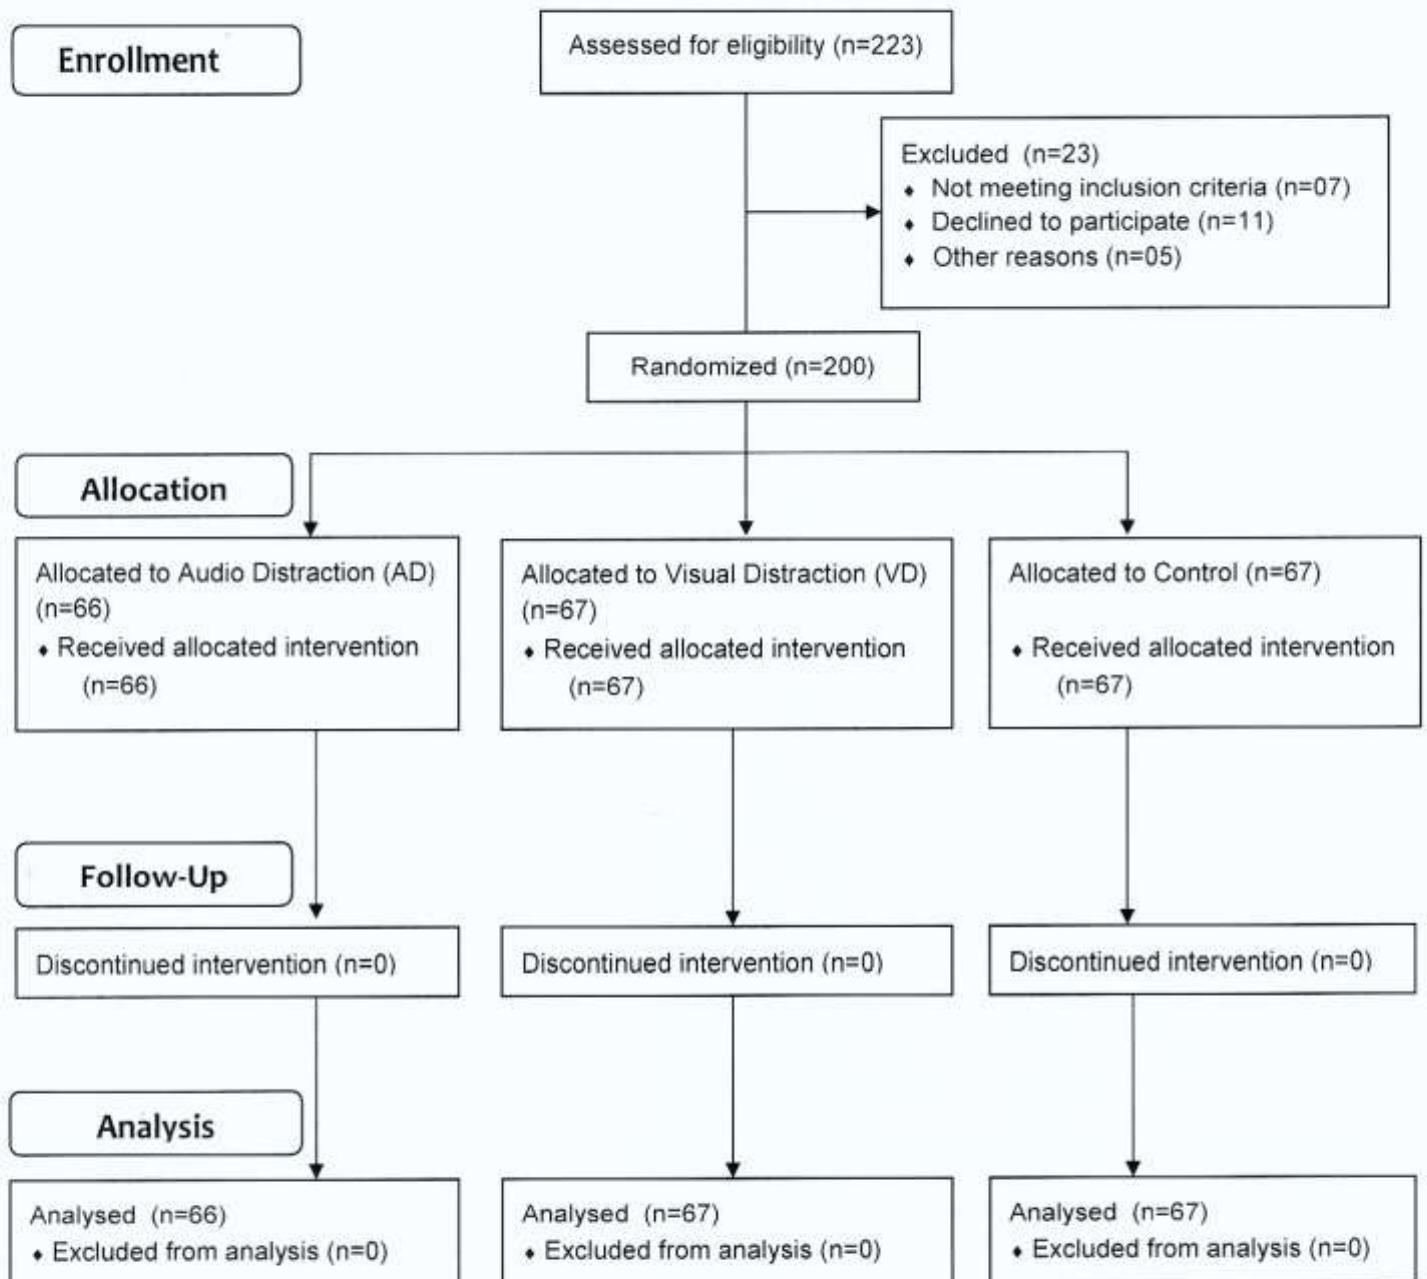 Enrollment
Assessed for eligibility (n=223)
Excluded (n=23)
♦ Not meeting inclusion criteria (n=07)
♦ Declined to participate (n=11)
♦ Other reasons (n=05)
Randomized (n=200)
Allocation
Allocated to Audio Distraction (AD)
(n=66)
♦ Received allocated intervention
(n=66)
Allocated to Visual Distraction (VD)
(n=67)
♦ Received allocated intervention
(n=67)
Allocated to Control (n=67)
♦ Received allocated intervention
(n=67)
Follow-Up
Discontinued intervention (n=0)
Discontinued intervention (n=0)
Discontinued intervention (n=0)
Analysis
Analysed (n=66)
♦ Excluded from analysis (n=0)
Analysed (n=67)
♦ Excluded from analysis (n=0)
Analysed (n=67)
♦ Excluded from analysis (n=0)